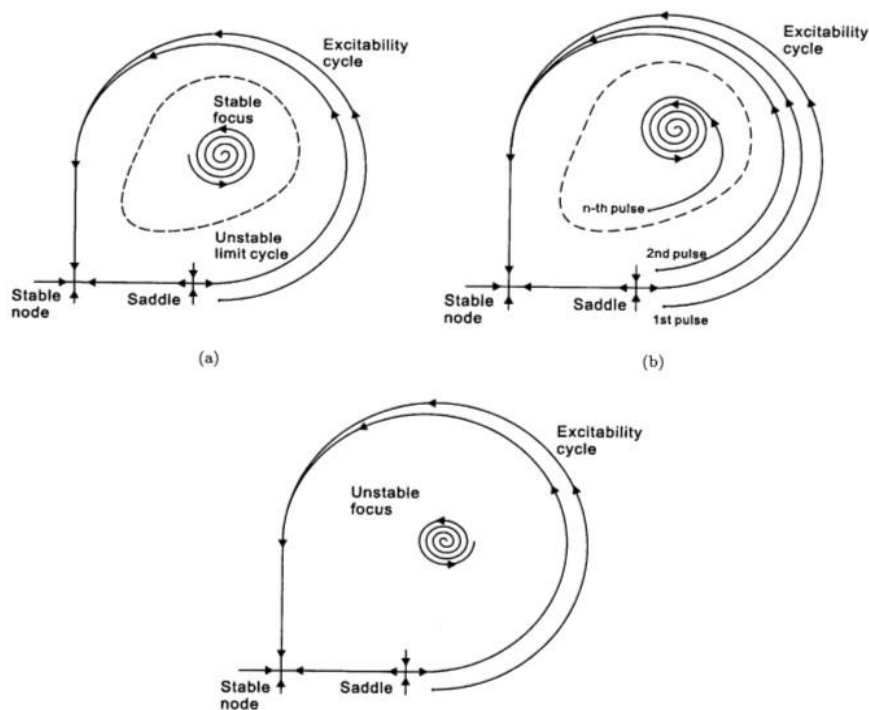 Excitability
cycle
Stable
focus
Unstable
limit cycle
Stable
node
Saddle
(a)
Excitability
cycle
n-th pulse
2nd pulse
Stable
node
Saddle
1st pulse
(b)
Excitability
cycle
Unstable
focus
Stable
node
Saddle